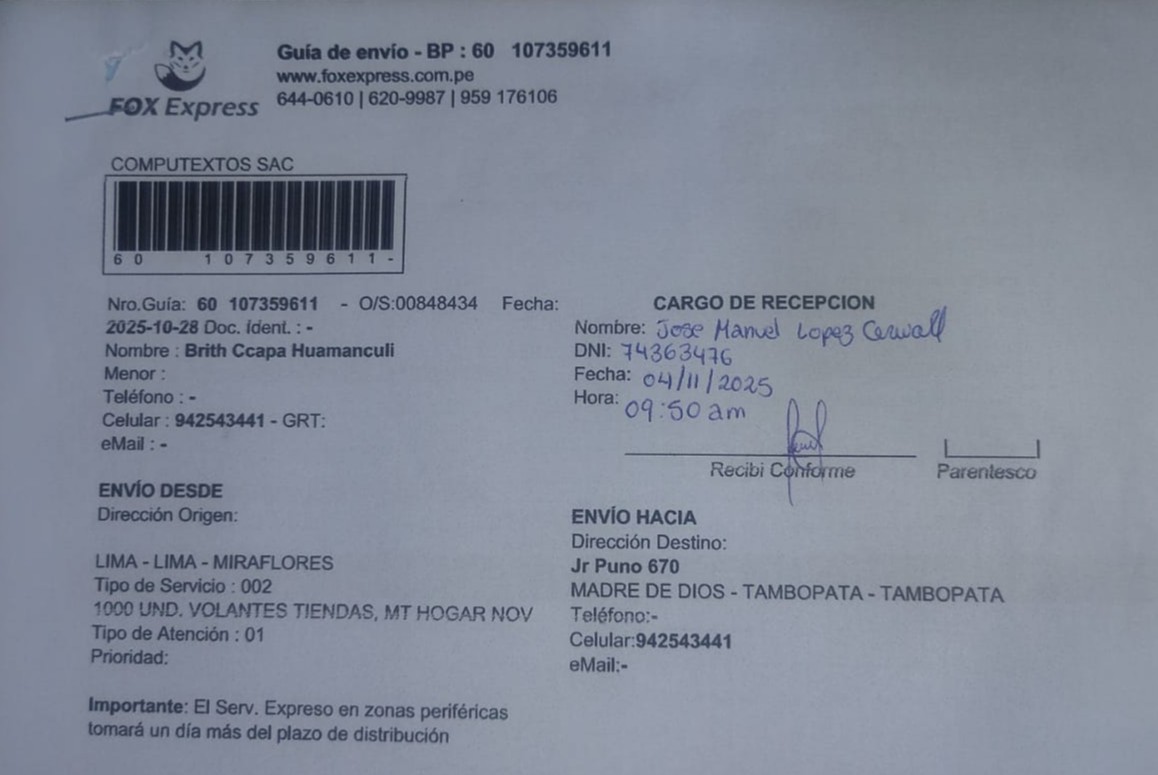 FOX Express
Guía de envío - BP : 60 107359611
www.foxexpress.com.pe
644-0610 | 620-9987 | 959 176106
COMPUTEXTOS SAC
60 107359611-
Nro.Guía: 60 107359611 - O/S:00848434 Fecha:
2025-10-28 Doc. Ident. : -
Nombre : Brith Ccapa Huamanculi
Menor :
Teléfono : -
Celular : 942543441 - GRT:
eMail : -
ENVÍO DESDE
Dirección Origen:
LIMA - LIMA - MIRAFLORES
Tipo de Servicio : 002
1000 UND. VOLANTES TIENDAS, MT HOGAR NOV
Tipo de Atención : 01
Prioridad:
Importante: El Serv. Expreso en zonas periféricas
tomará un día más del plazo de distribución
CARGO DE RECEPCION
Nombre: Jose Manuel Lopez
DNI: 74363476
Fecha: 04/11/2025
Hora: 09:50 am
Recibi Conforme
Parentesco
ENVÍO HACIA
Dirección Destino:
Jr Puno 670
MADRE DE DIOS - TAMBOPATA - TAMBOPATA
Teléfono:-
Celular:942543441
eMail:-